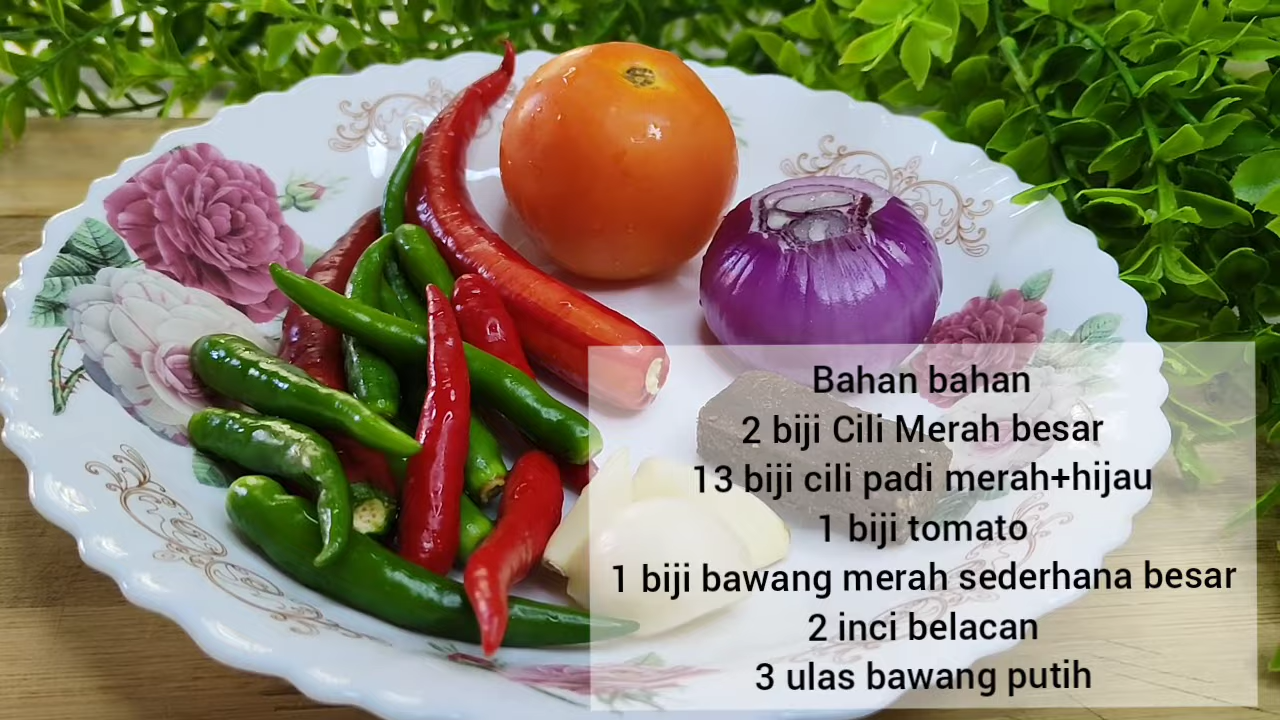 Bahan bahan
2 biji Cili Merah besar
13 biji cili padi merah+hijau
1 biji tomato
1 biji bawang merah sederhana besar
2 inci belacan
3 ulas bawang putih